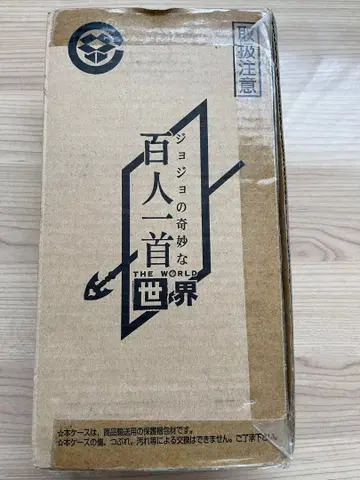 取扱注意
ジョジョの奇妙な
百人一首
THE WORLD
世界
☆本ケースは、商品輸送用の保護梱包材です。
☆本ケースの傷、つぶれ、汚れ等による交換はできません。ご了承下さい。